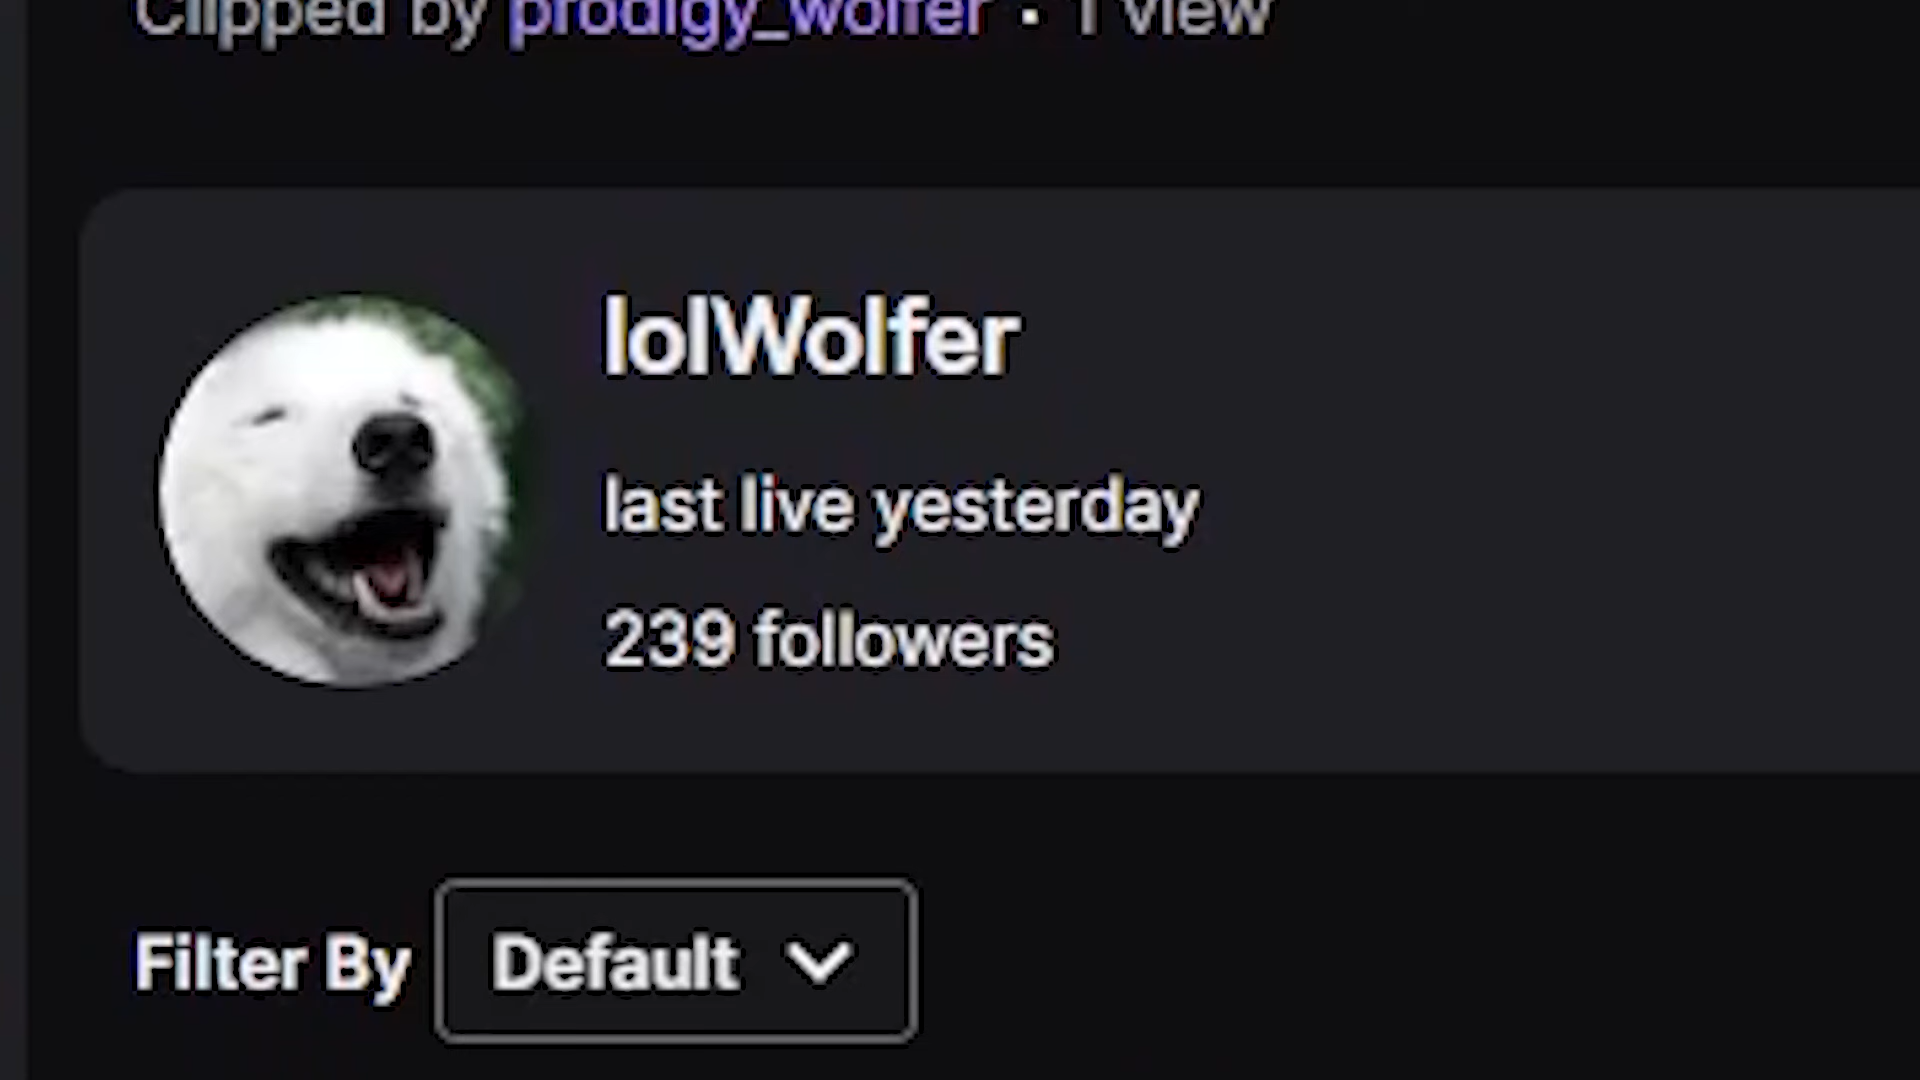 Clipped by prodigy_wolfer · 1 view
lolWolfer
last live yesterday
239 followers
Filter By Default